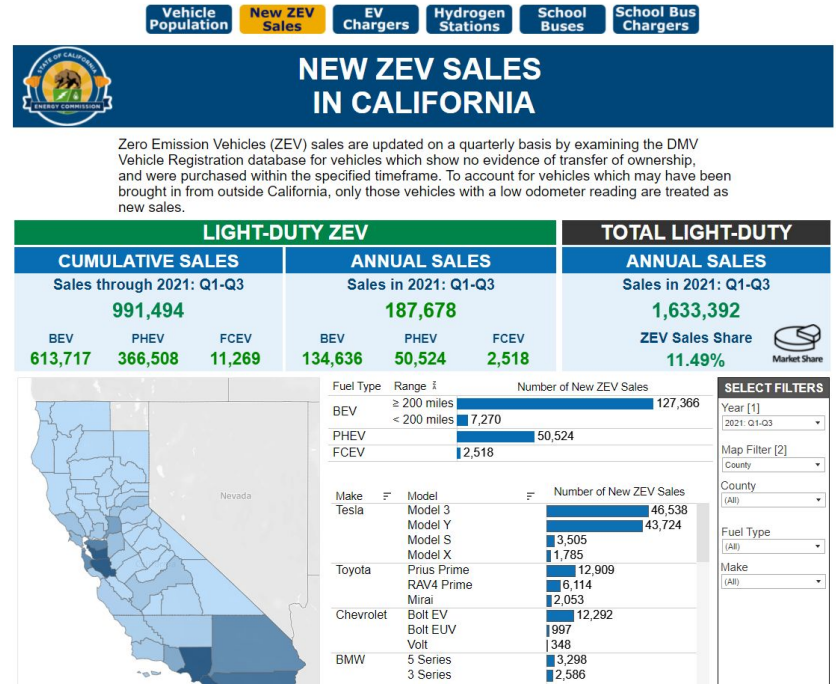 Vehicle Population
New ZEV Sales
EV Chargers
Hydrogen Stations
School Buses
School Bus Chargers
STATE OF CALIFORNIA
ENERGY COMMISSION
NEW ZEV SALES
IN CALIFORNIA
Zero Emission Vehicles (ZEV) sales are updated on a quarterly basis by examining the DMV
Vehicle Registration database for vehicles which show no evidence of transfer of ownership,
and were purchased within the specified timeframe. To account for vehicles which may have been
brought in from outside California, only those vehicles with a low odometer reading are treated as
new sales.
LIGHT-DUTY ZEV
TOTAL LIGHT-DUTY
CUMULATIVE SALES
ANNUAL SALES
ANNUAL SALES
Sales through 2021: Q1-Q3
Sales in 2021: Q1-Q3
Sales in 2021: Q1-Q3
991,494
187,678
1,633,392
BEV PHEV FCEV
BEV PHEV FCEV
ZEV Sales Share
613,717 366,508 11,269
134,636 50,524 2,518
11.49%
Market Share
Nevada
Fuel Type Range Number of New ZEV Sales
BEV ≥ 200 miles 127,366
< 200 miles 7,270
PHEV 50,524
FCEV 2,518
Make Model Number of New ZEV Sales
Tesla Model 3 46,538
Model Y 43,724
Model S 3,505
Model X 1,785
Toyota Prius Prime 12,909
RAV4 Prime 6,114
Mirai 2,053
Chevrolet Bolt EV 12,292
Bolt EUV 997
Volt 348
BMW 5 Series 3,298
3 Series 2,586
SELECT FILTERS
Year [1]
2021: Q1-Q3
Map Filter [2]
County
County
(All)
Fuel Type
(All)
Make
(All)